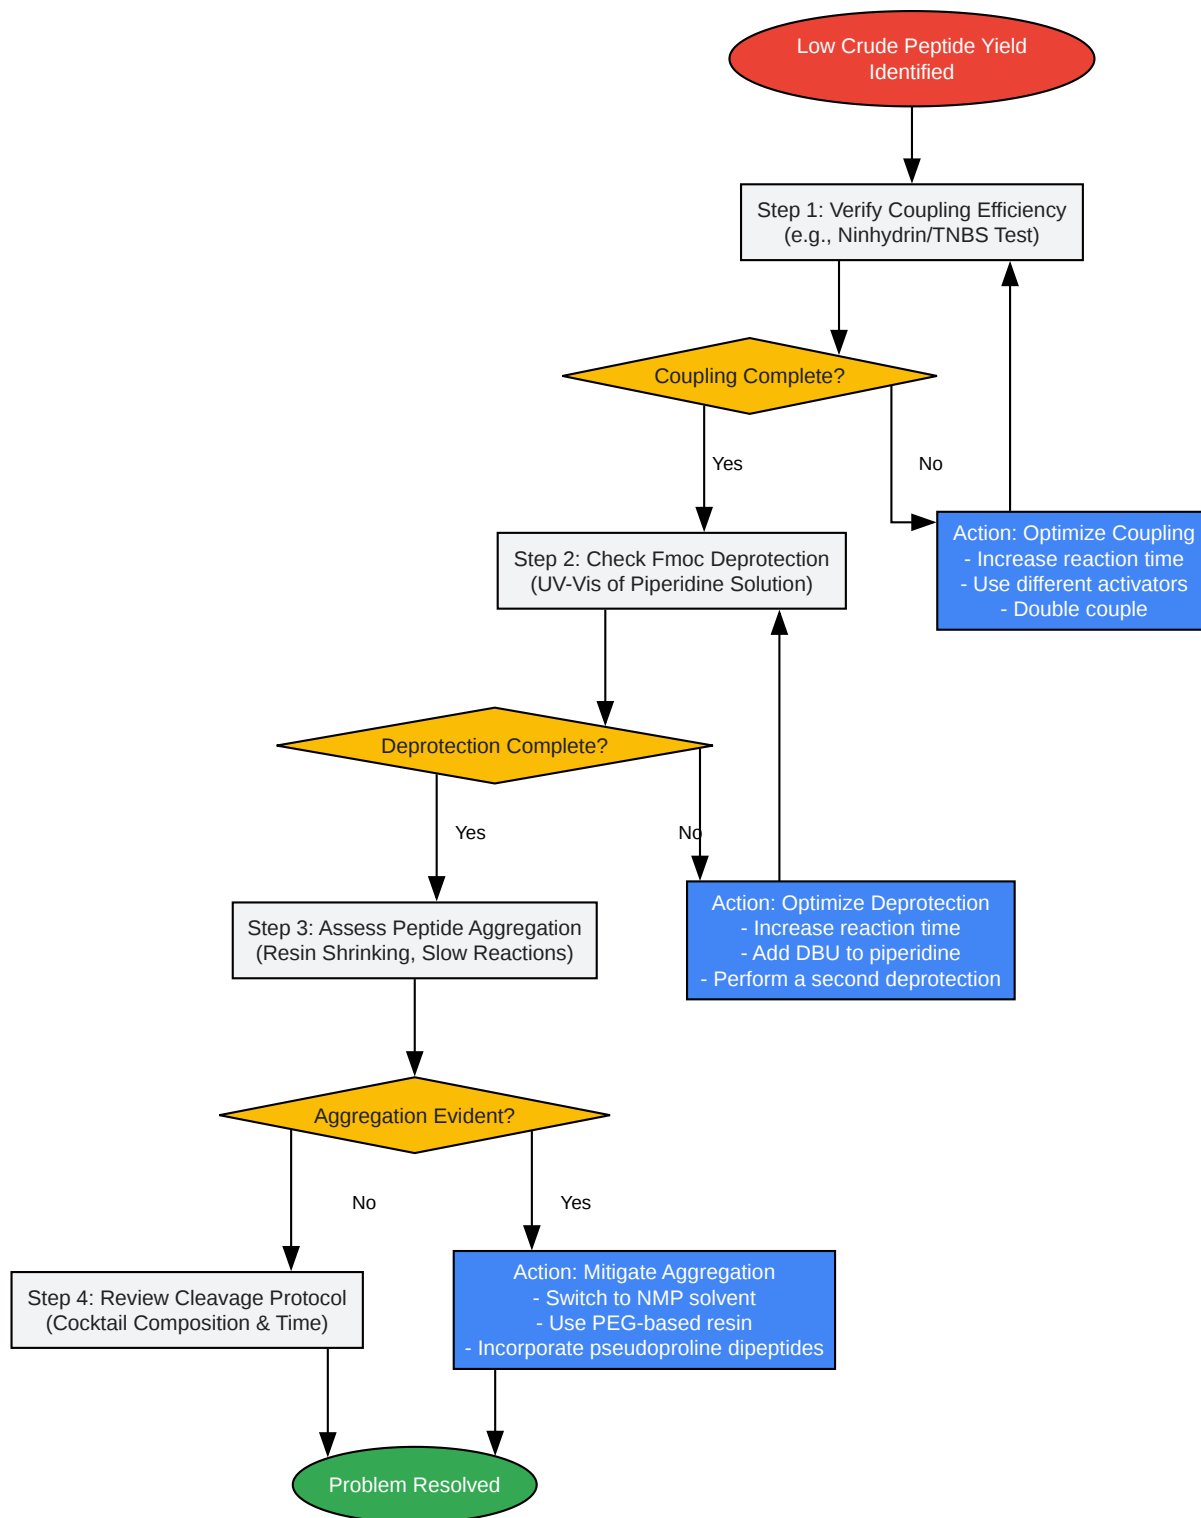 Low Crude Peptide Yield
Identified
Step 1: Verify Coupling Efficiency
(e.g., Ninhydrin/TNBS Test)
Coupling Complete?
Yes
No
Action: Optimize Coupling
- Increase reaction time
- Use different activators
- Double couple
Step 2: Check Fmoc Deprotection
(UV-Vis of Piperidine Solution)
Deprotection Complete?
Yes
No
Action: Optimize Deprotection
- Increase reaction time
- Add DBU to piperidine
- Perform a second deprotection
Step 3: Assess Peptide Aggregation
(Resin Shrinking, Slow Reactions)
Aggregation Evident?
No
Yes
Step 4: Review Cleavage Protocol
(Cocktail Composition & Time)
Action: Mitigate Aggregation
- Switch to NMP solvent
- Use PEG-based resin
- Incorporate pseudoproline dipeptides
Problem Resolved